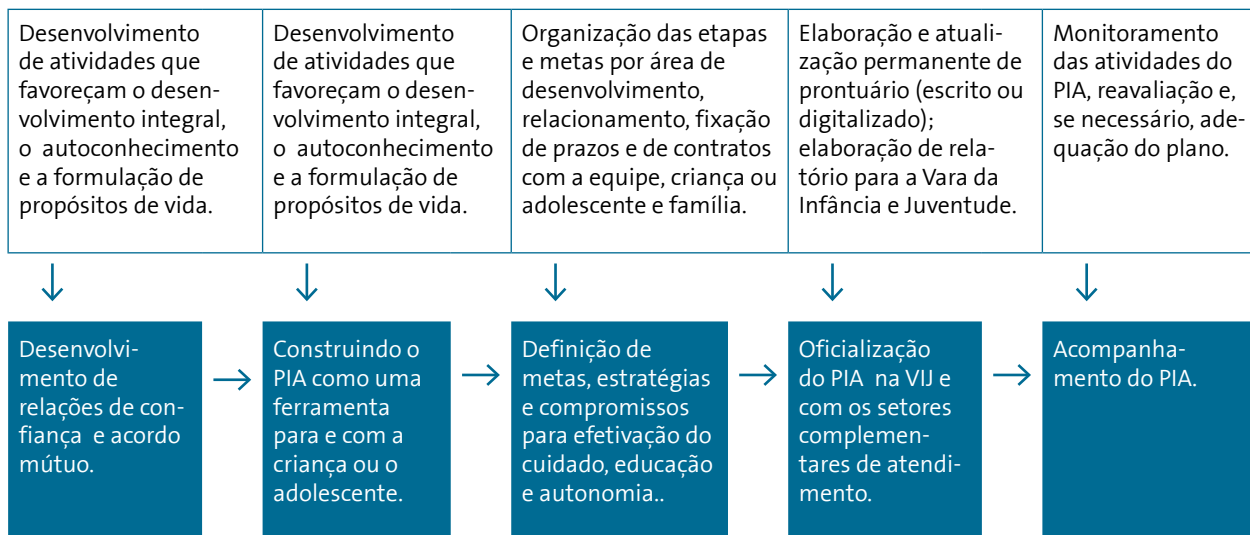 Desenvolvimento
de atividades que
favoreçam o desen-
volvimento integral,
o autoconhecimento
e a formulação de
propósitos de vida.
Desenvolvimento
de atividades que
favoreçam o desen-
volvimento integral,
o autoconhecimento
e a formulação de
propósitos de vida.
Organização das etapas
e metas por área de
desenvolvimento,
relacionamento, fixação
de prazos e de contratos
com a equipe, criança ou
adolescente e família.
Elaboração e atuali-
zação permanente de
prontuário (escrito ou
digitalizado);
elaboração de rela-
tório para a Vara da
Infância e Juventude.
Monitoramento
das atividades do
PIA, reavaliação e,
se necessário, ade-
quação do plano.
Desenvolvi-
mento de
relações de con-
fiança e acordo
mútuo.
Construindo o
PIA como uma
ferramenta
para e com a
criança ou o
adolescente.
Definição de
metas, estratégias
e compromissos
para efetivação do
cuidado, educação
e autonomia..
Oficialização
do PIA na VIJ e
com os setores
complemen-
tares de atendi-
mento.
Acompanha-
mento do PIA.